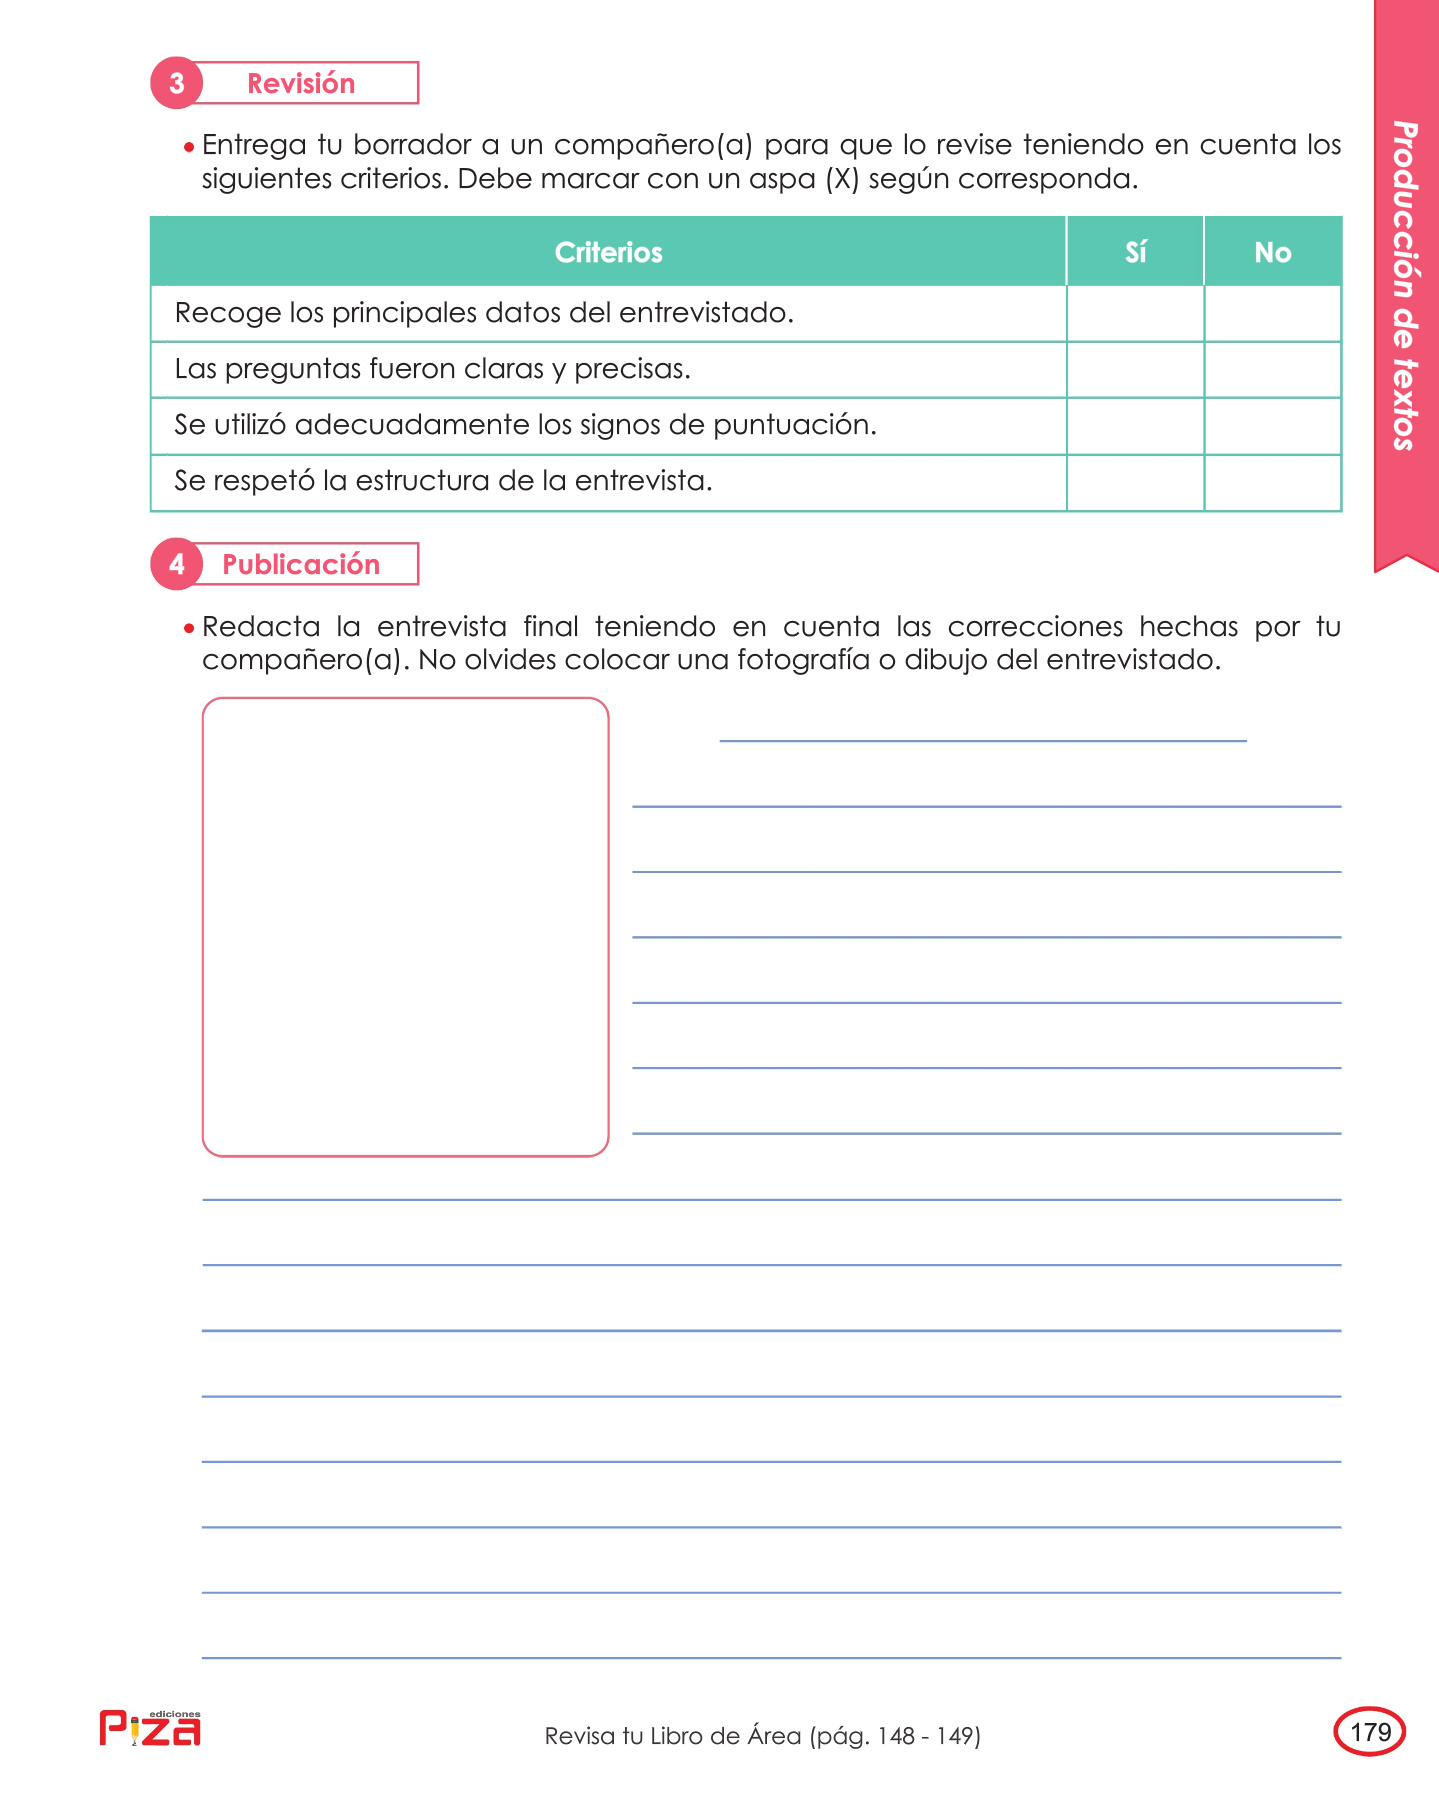 3 Revisión
Entrega tu borrador a un compañero(a) para que lo revise teniendo en cuenta los
siguientes criterios. Debe marcar con un aspa (X) según corresponda.
Criterios Sí No
Recoge los principales datos del entrevistado.
Las preguntas fueron claras y precisas.
Se utilizó adecuadamente los signos de puntuación.
Se respetó la estructura de la entrevista.
4 Publicación
Redacta la entrevista final teniendo en cuenta las correcciones hechas por tu
compañero(a). No olvides colocar una fotografía o dibujo del entrevistado.
Producción de textos
ediciones
Piza
Revisa tu Libro de Área (pág. 148 - 149)
179